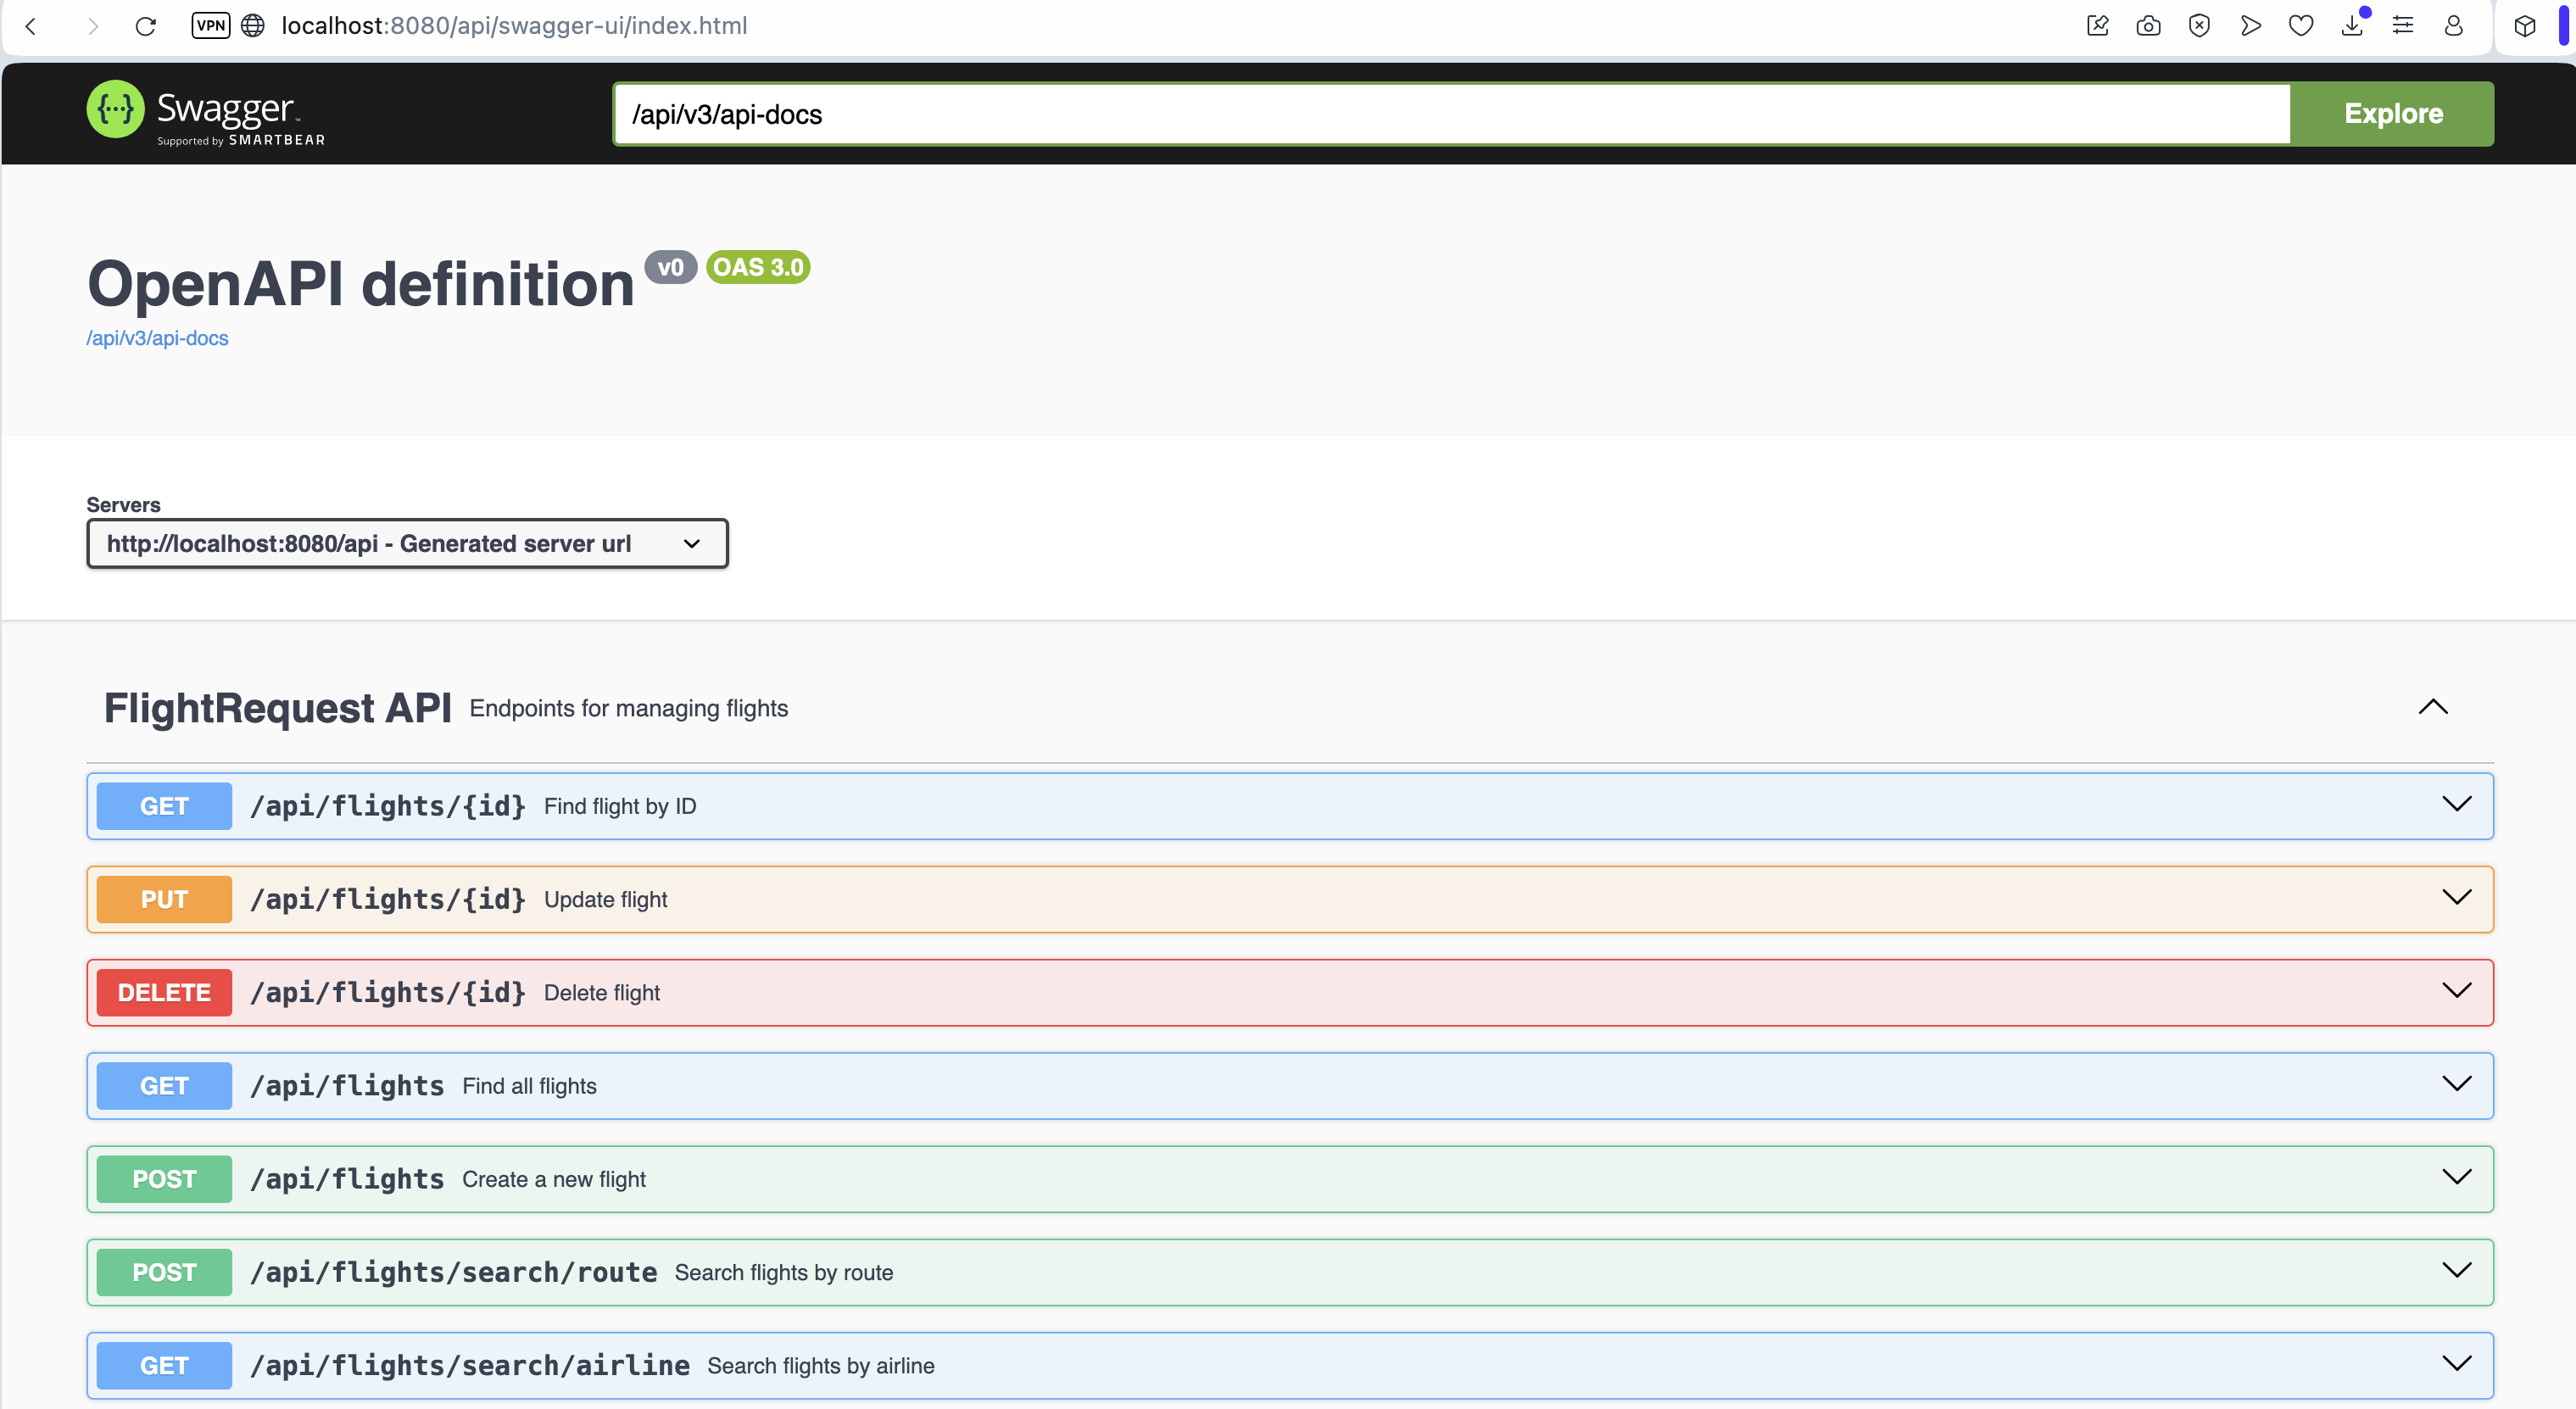 VPN localhost:8080/api/swagger-ui/index.html
{··} Swagger™
Supported by SMARTBEAR
/api/v3/api-docs
Explore
OpenAPI definition v0 OAS 3.0
/api/v3/api-docs
Servers
http://localhost:8080/api - Generated server url
FlightRequest API Endpoints for managing flights
GET /api/flights/{id} Find flight by ID
PUT /api/flights/{id} Update flight
DELETE /api/flights/{id} Delete flight
GET /api/flights Find all flights
POST /api/flights Create a new flight
POST /api/flights/search/route Search flights by route
GET /api/flights/search/airline Search flights by airline